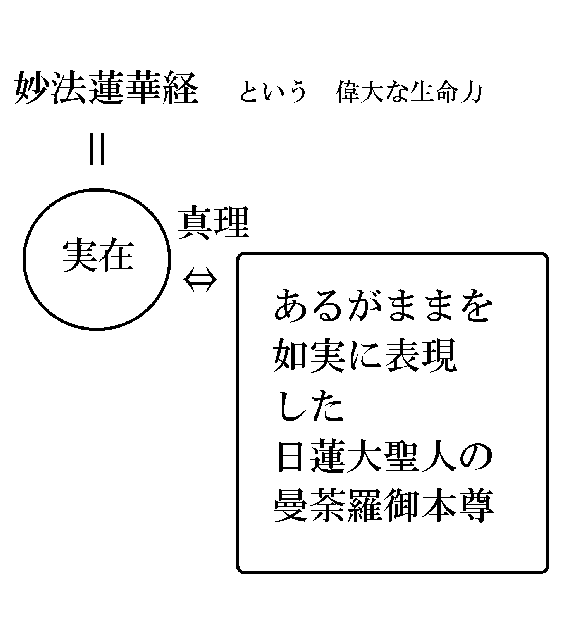 妙法蓮華経 という 偉大な生命力
||
実在
真理
⇔
あるがままを
如実に表現
した
日蓮大聖人の
曼荼羅御本尊